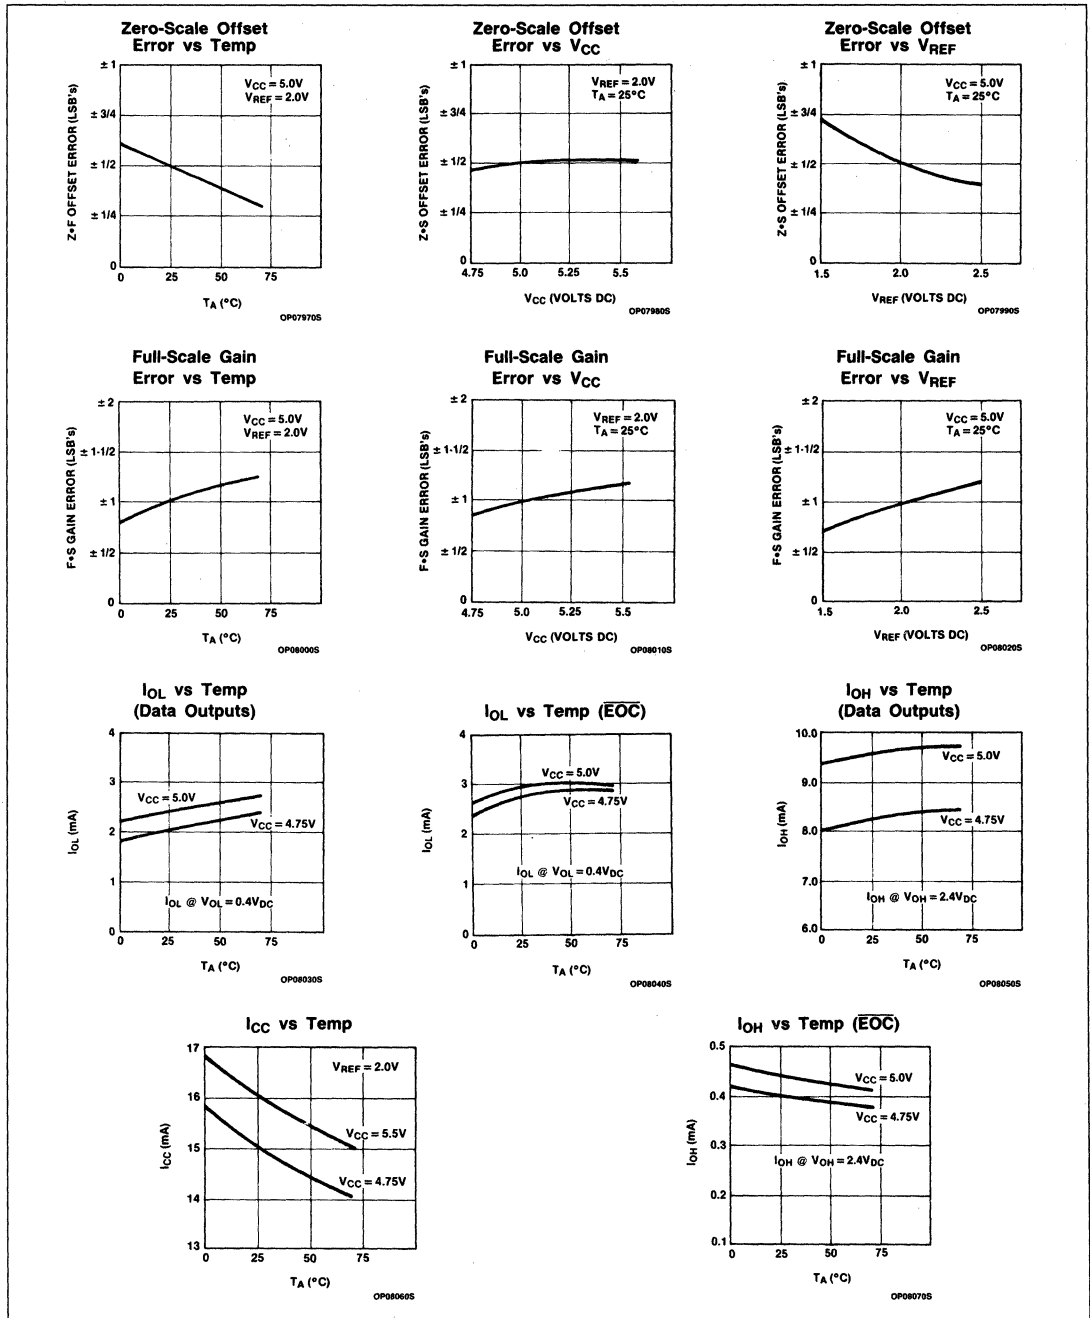 Zero-Scale Offset
Error vs Temp
± 1
± 3/4
± 1/2
± 1/4
0
Z•F OFFSET ERROR (LSB's)
VCC = 5.0V
VREF = 2.0V
0 25 50 75
TA (°C)
OP07970S
Zero-Scale Offset
Error vs VCC
± 1
± 3/4
± 1/2
± 1/4
0
Z•S OFFSET ERROR (LSB's)
VREF = 2.0V
TA = 25°C
4.75 5.0 5.25 5.5
VCC (VOLTS DC)
OP07980S
Zero-Scale Offset
Error vs VREF
± 1
± 3/4
± 1/2
± 1/4
0
Z•S OFFSET ERROR (LSB's)
VCC = 5.0V
TA = 25°C
1.5 2.0 2.5
VREF (VOLTS DC)
OP07990S
Full-Scale Gain
Error vs Temp
± 2
± 1-1/2
± 1
± 1/2
0
F•S GAIN ERROR (LSB's)
VCC = 5.0V
VREF = 2.0V
0 25 50 75
TA (°C)
OP08000S
Full-Scale Gain
Error vs VCC
± 2
± 1-1/2
± 1
± 1/2
0
F•S GAIN ERROR (LSB's)
VREF = 2.0V
TA = 25°C
4.75 5.0 5.25 5.5
VCC (VOLTS DC)
OP08010S
Full-Scale Gain
Error vs VREF
± 2
± 1-1/2
± 1
± 1/2
0
F•S GAIN ERROR (LSB's)
VCC = 5.0V
TA = 25°C
1.5 2.0 2.5
VREF (VOLTS DC)
OP08020S
IOL vs Temp
(Data Outputs)
4
3
2
1
0
IOL (mA)
VCC = 5.0V
VCC = 4.75V
IOL @ VOL = 0.4VDC
0 25 50 75
TA (°C)
OP08030S
IOL vs Temp (EOC)
4
3
2
1
0
IOL (mA)
VCC = 5.0V
VCC = 4.75V
IOL @ VOL = 0.4VDC
0 25 50 75
TA (°C)
OP08040S
IOH vs Temp
(Data Outputs)
10.0
9.0
8.0
7.0
6.0
IOH (mA)
VCC = 5.0V
VCC = 4.75V
IOH @ VOH = 2.4VDC
0 25 50 75
TA (°C)
OP08050S
ICC vs Temp
17
16
15
14
13
ICC (mA)
VREF = 2.0V
VCC = 5.5V
VCC = 4.75V
0 25 50 75
TA (°C)
OP08060S
IOH vs Temp (EOC)
0.5
0.4
0.3
0.2
0.1
IOH (mA)
VCC = 5.0V
VCC = 4.75V
IOH @ VOH = 2.4VDC
0 25 50 75
TA (°C)
OP08070S